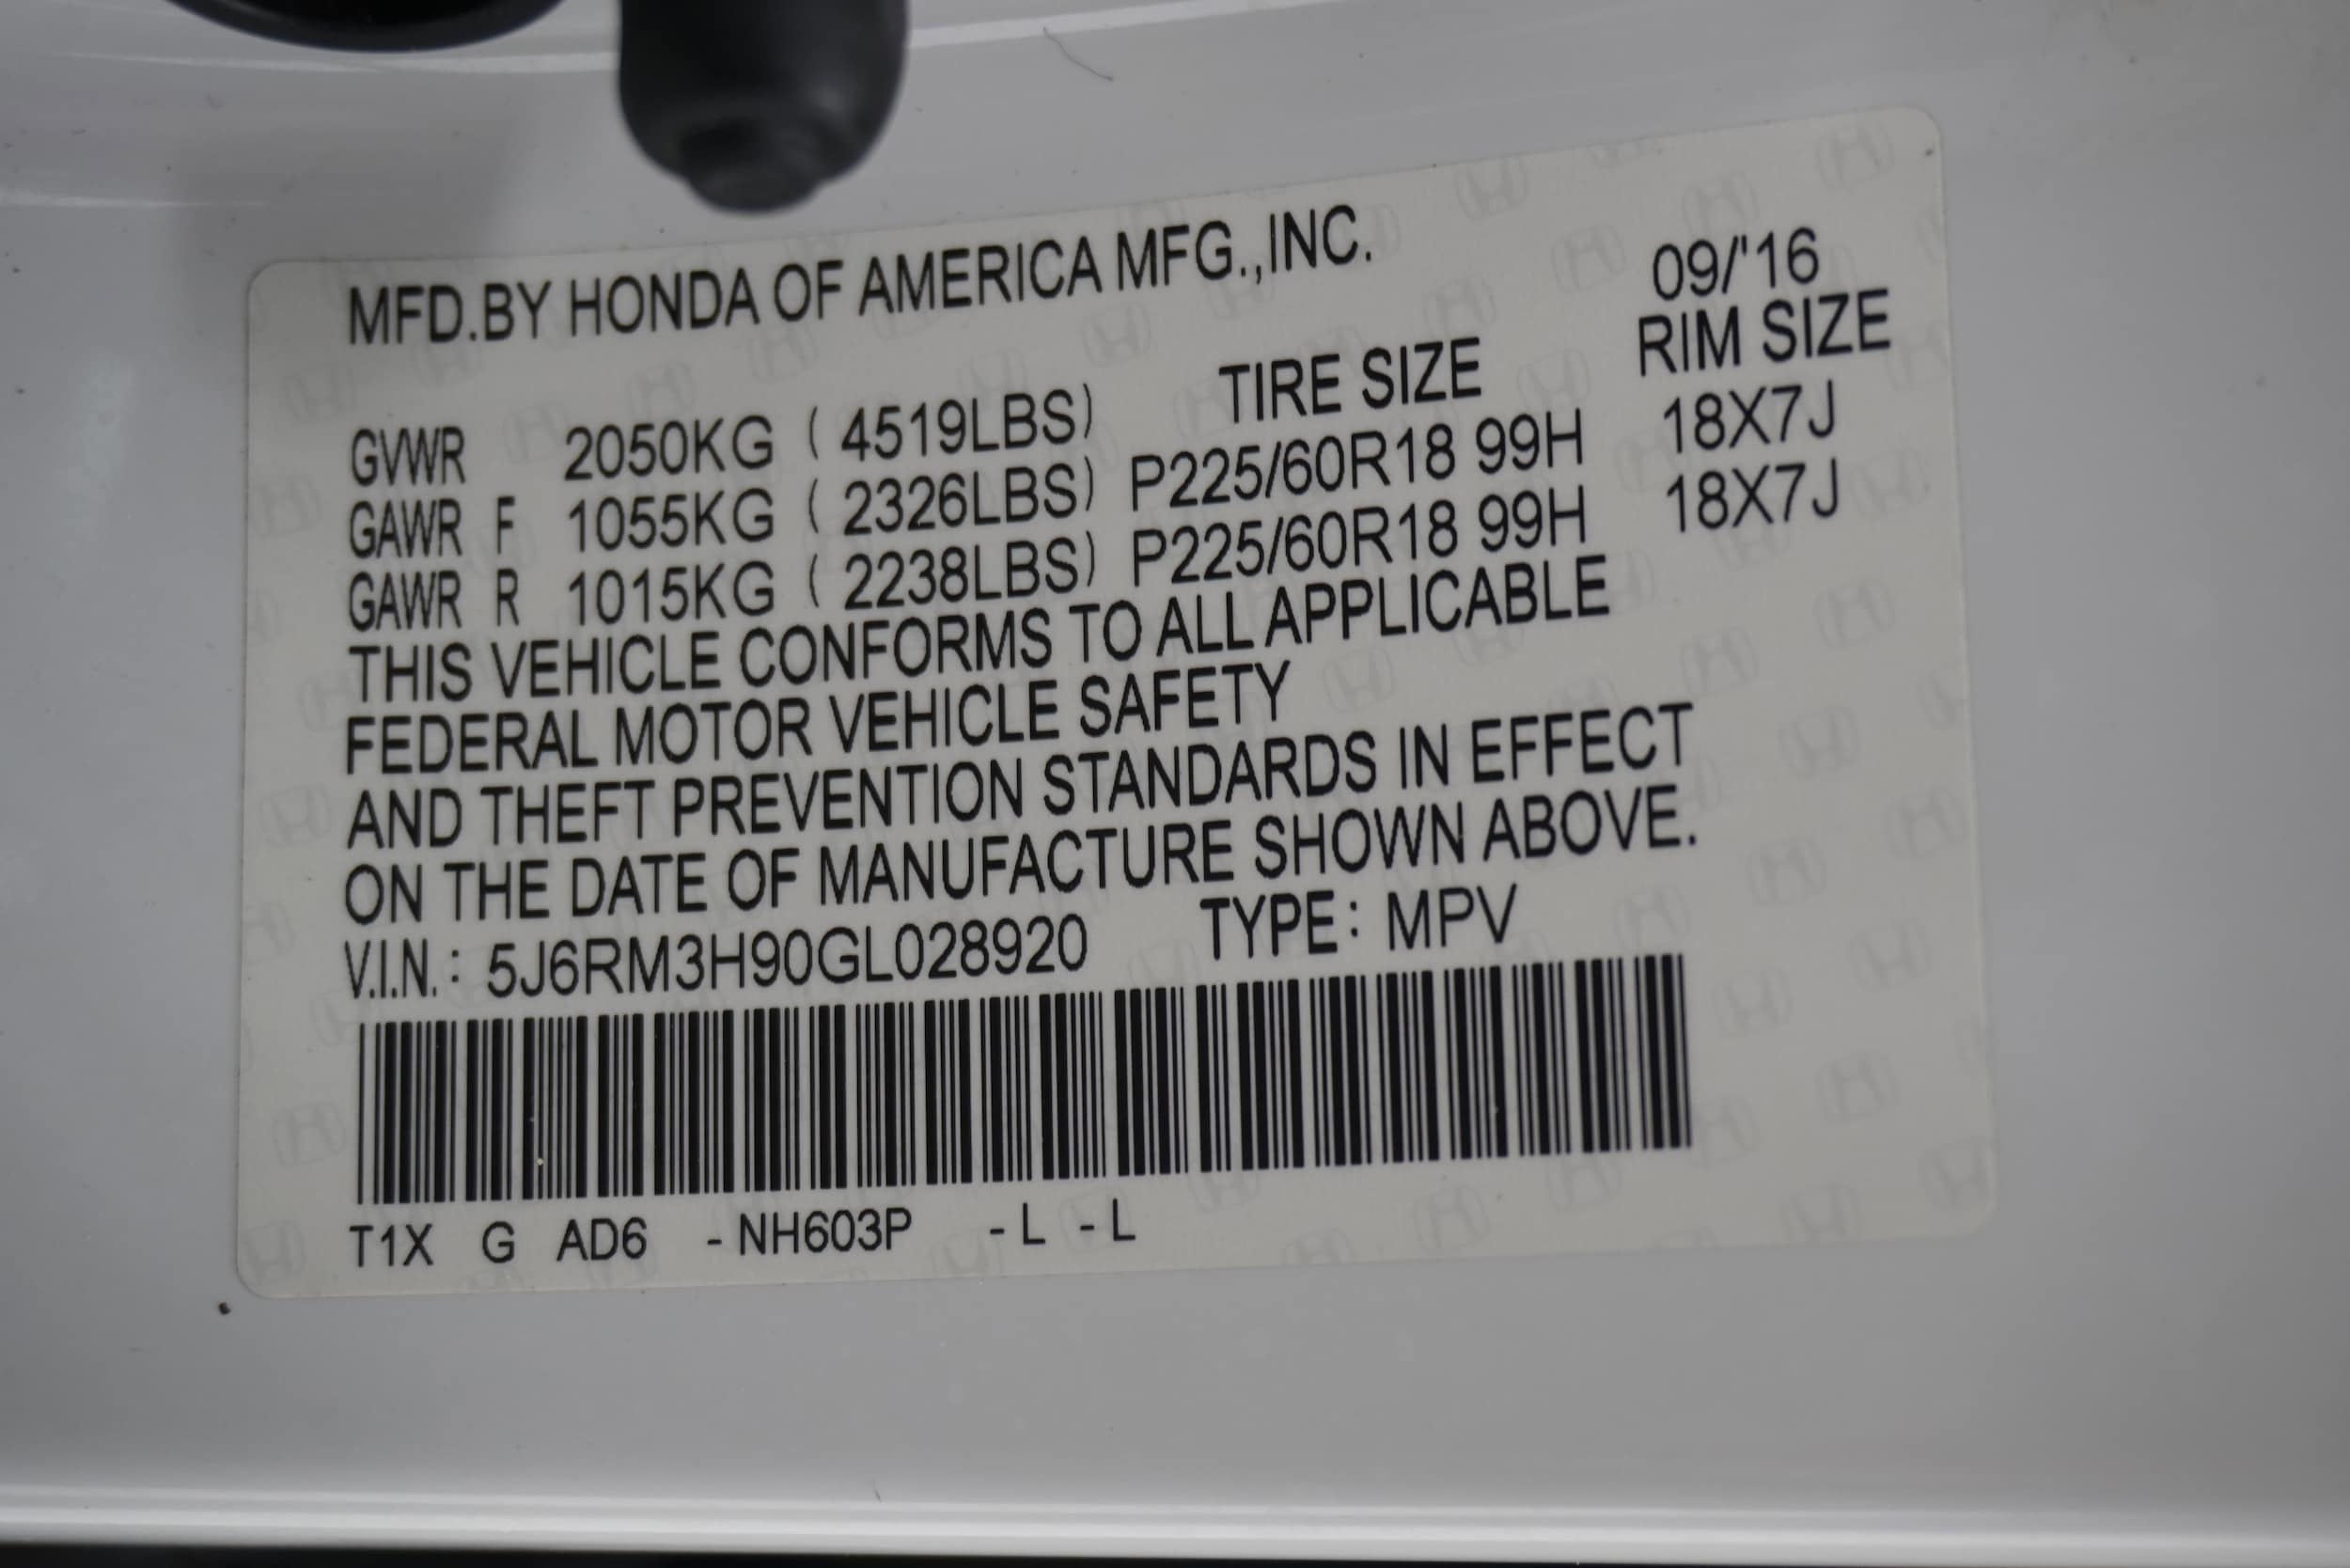 MFD.BY HONDA OF AMERICA MFG.,INC. 09/'16
TIRE SIZE RIM SIZE
GVWR 2050KG ( 4519LBS)
GAWR F 1055KG ( 2326LBS) P225/60R18 99H 18X7J
GAWR R 1015KG ( 2238LBS) P225/60R18 99H 18X7J
THIS VEHICLE CONFORMS TO ALL APPLICABLE
FEDERAL MOTOR VEHICLE SAFETY
AND THEFT PREVENTION STANDARDS IN EFFECT
ON THE DATE OF MANUFACTURE SHOWN ABOVE.
V.I.N.: 5J6RM3H90GL028920 TYPE: MPV
T1X G AD6 -NH603P -L -L